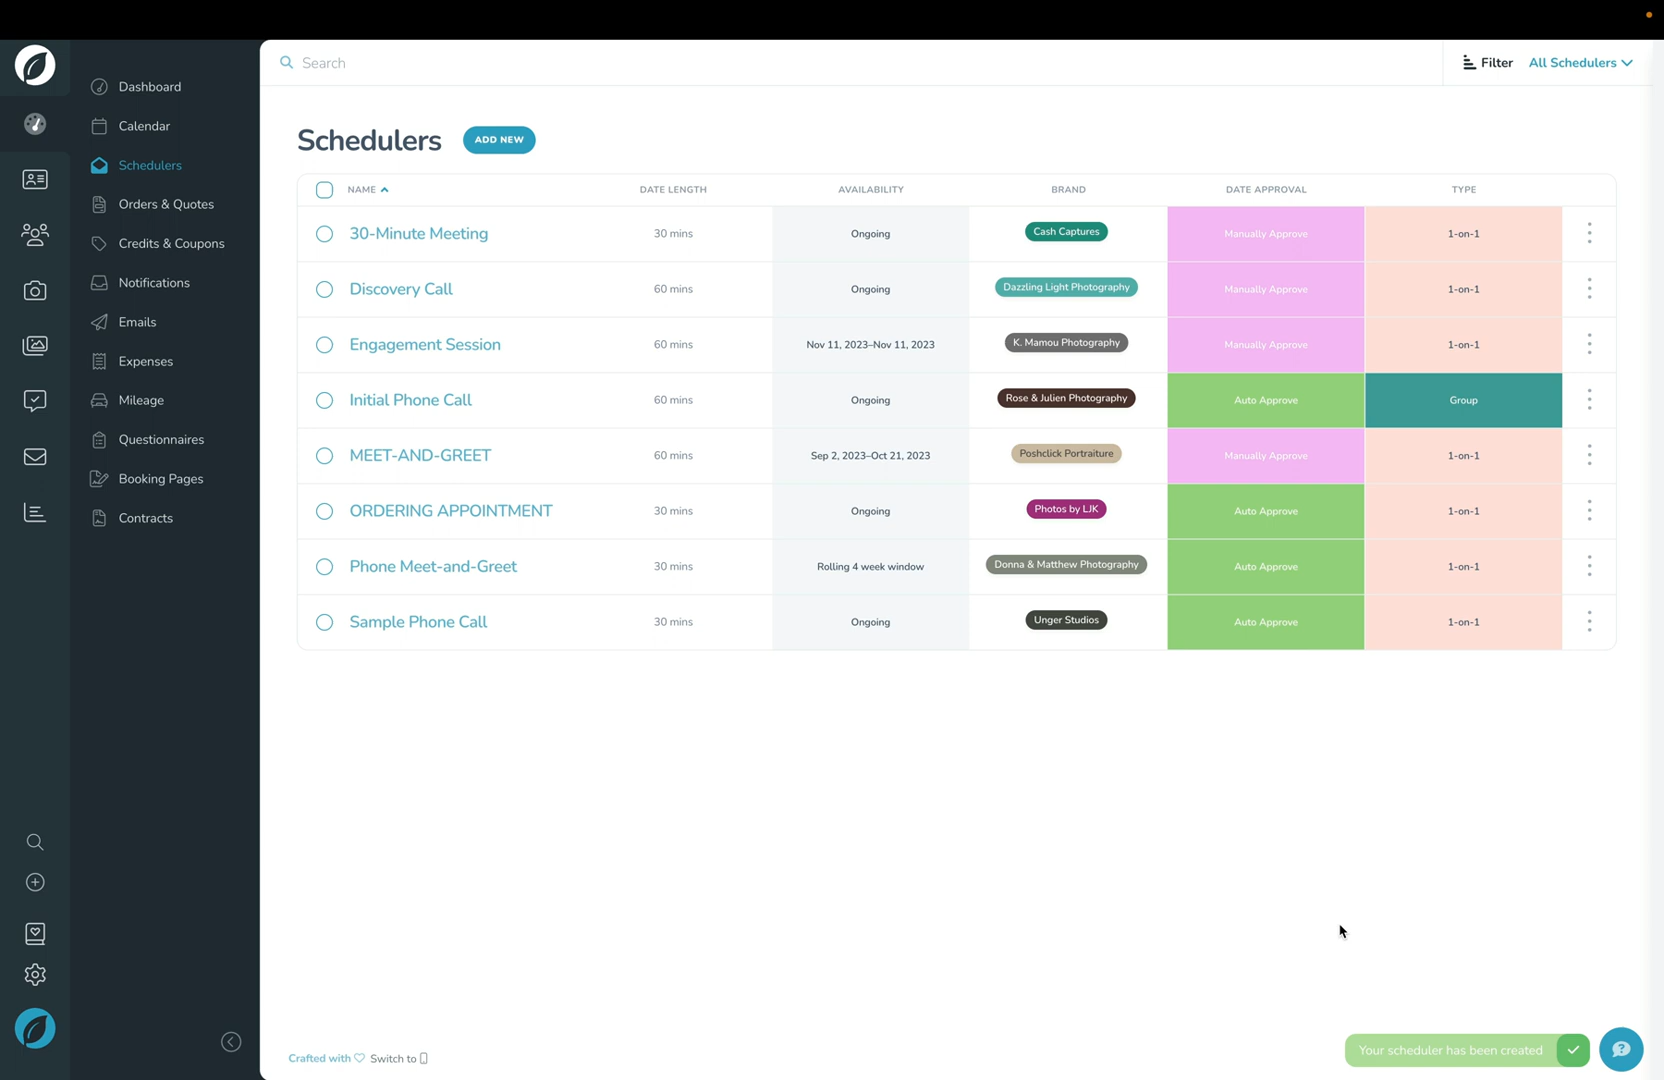 Search
Filter All Schedulers
Dashboard
Calendar
Schedulers
Orders & Quotes
Credits & Coupons
Notifications
Emails
Expenses
Mileage
Questionnaires
Booking Pages
Contracts
Schedulers ADD NEW
NAME DATE LENGTH AVAILABILITY BRAND DATE APPROVAL TYPE
30-Minute Meeting 30 mins Ongoing Cash Captures Manually Approve 1-on-1
Discovery Call 60 mins Ongoing Dazzling Light Photography Manually Approve 1-on-1
Engagement Session 60 mins Nov 11, 2023–Nov 11, 2023 K. Mamou Photography Manually Approve 1-on-1
Initial Phone Call 60 mins Ongoing Rose & Julien Photography Auto Approve Group
MEET-AND-GREET 60 mins Sep 2, 2023–Oct 21, 2023 Poshclick Portraiture Manually Approve 1-on-1
ORDERING APPOINTMENT 30 mins Ongoing Photos by LJK Auto Approve 1-on-1
Phone Meet-and-Greet 30 mins Rolling 4 week window Donna & Matthew Photography Auto Approve 1-on-1
Sample Phone Call 30 mins Ongoing Unger Studios Auto Approve 1-on-1
Crafted with Switch to
Your scheduler has been created